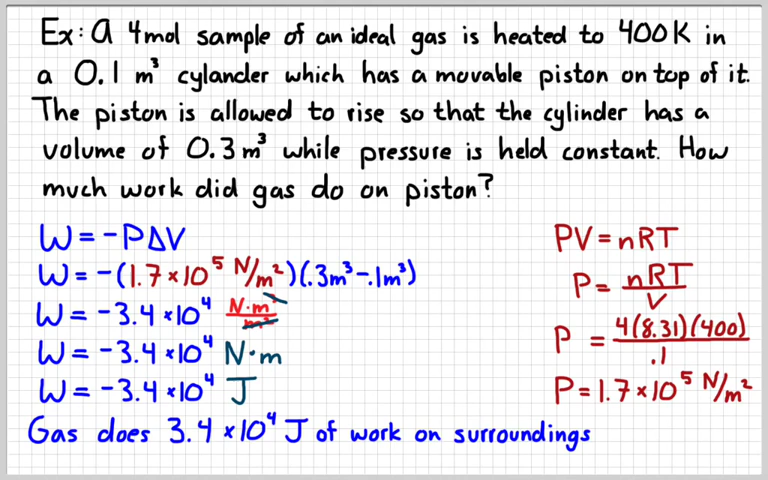 Ex: A 4mol sample of an ideal gas is heated to 400K in
a 0.1 m³ cylander which has a movable piston on top of it.
The piston is allowed to rise so that the cylinder has a
volume of 0.3m³ while pressure is held constant. How
much work did gas do on piston?
W = -PΔV
W = -(1.7×10⁵ N/m²)(.3m³-.1m³)
W = -3.4×10⁴ N·m³/m²
W = -3.4×10⁴ N·m
W = -3.4×10⁴ J
Gas does 3.4×10⁴ J of work on surroundings
PV = nRT
P = nRT/V
P = 4(8.31)(400)/.1
P = 1.7×10⁵ N/m²